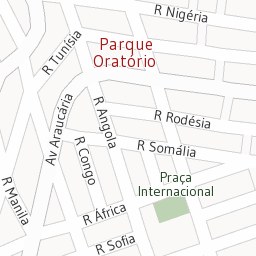 R Nigéria
R Tunísia
Parque
Oratório
Av Araucária
R Angola
R Rodésia
R Congo
R Somália
Praça
Internacional
R Manila
R África
R Sofia